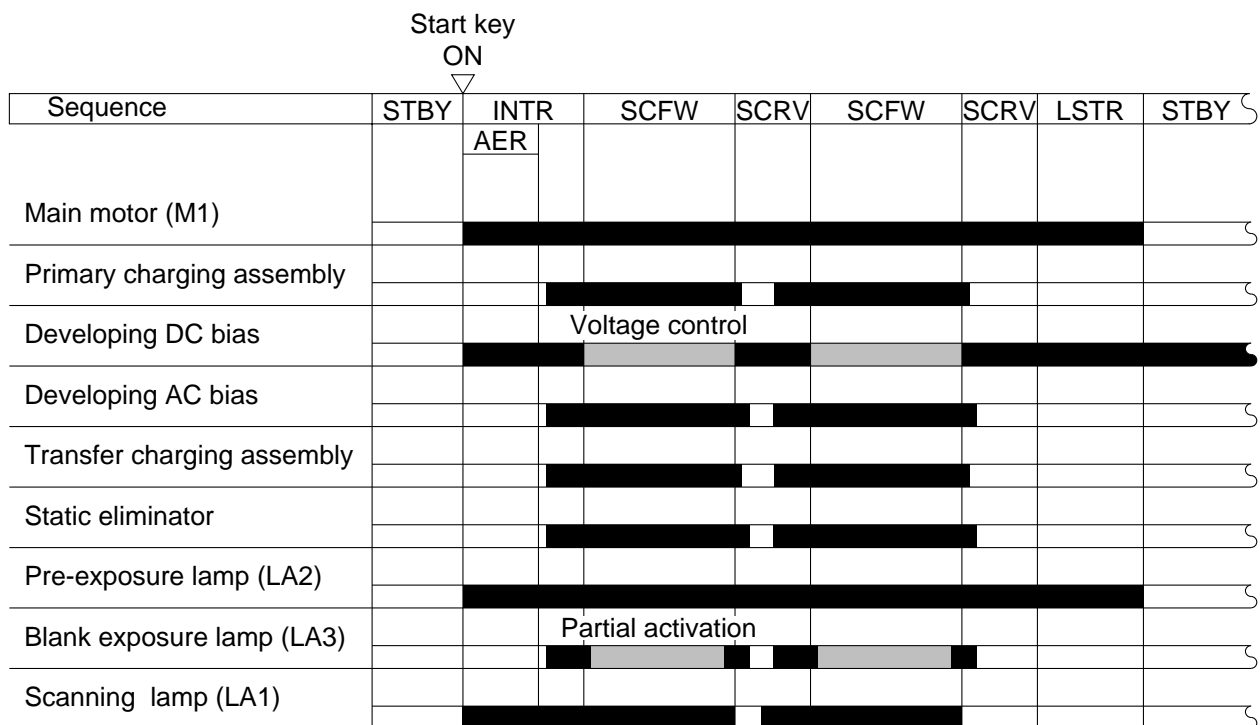 Start key
ON
Sequence STBY INTR SCFW SCRV SCFW SCRV LSTR STBY
AER
Main motor (M1)
Primary charging assembly
Developing DC bias
Voltage control
Developing AC bias
Transfer charging assembly
Static eliminator
Pre-exposure lamp (LA2)
Blank exposure lamp (LA3)
Partial activation
Scanning lamp (LA1)